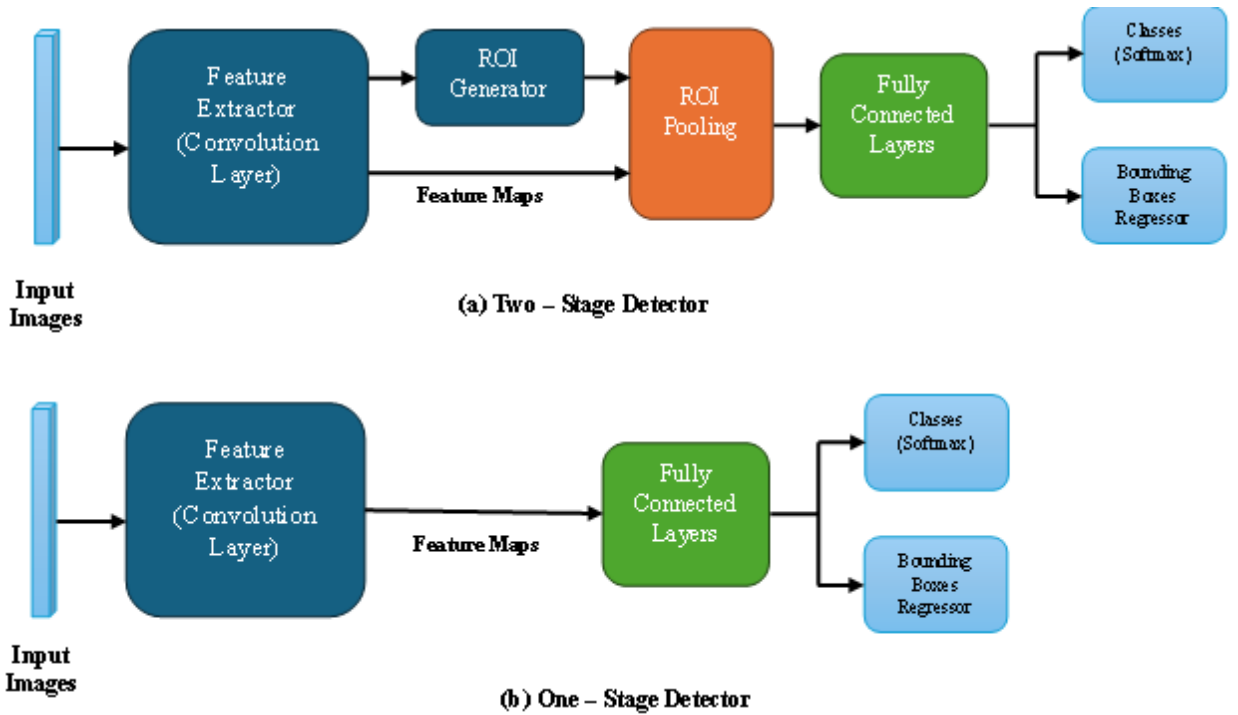 Feature
Extractor
(Convolution
Layer)
ROI
Generator
Feature Maps
ROI
Pooling
Fully
Connected
Layers
Classes
(Softmax)
Bounding
Boxes
Regressor
Input
Images
(a) Two – Stage Detector
Feature
Extractor
(Convolution
Layer)
Feature Maps
Fully
Connected
Layers
Classes
(Softmax)
Bounding
Boxes
Regressor
Input
Images
(b) One – Stage Detector